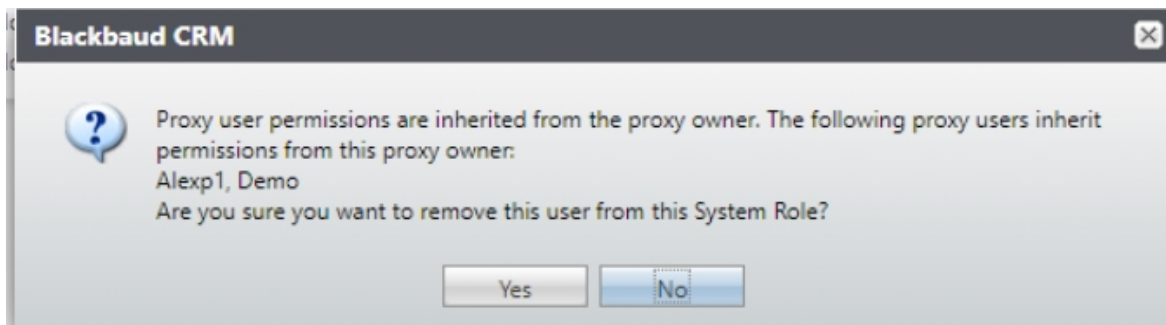 Blackbaud CRM
Proxy user permissions are inherited from the proxy owner. The following proxy users inherit
permissions from this proxy owner:
Alexp1, Demo
Are you sure you want to remove this user from this System Role?
Yes No